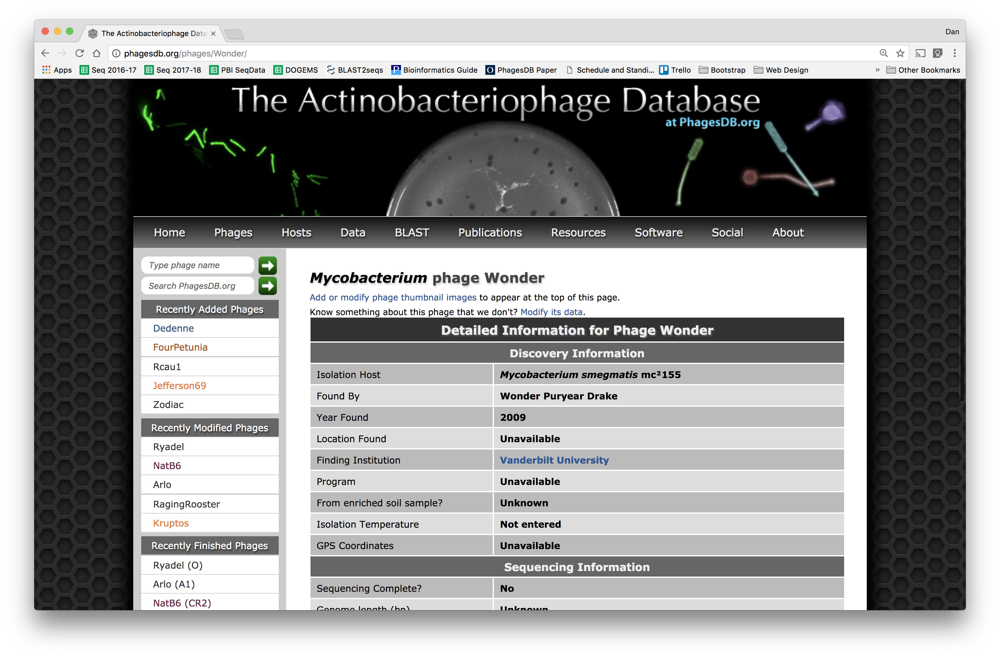 The Actinobacteriophage Data
Dan
phagesdb.org/phages/Wonder/
Apps Seq 2016-17 Seq 2017-18 PBI SeqData DOGEMS BLAST2seqs Bioinformatics Guide PhagesDB Paper Schedule and Standi... Trello Bootstrap Web Design » Other Bookmarks
The Actinobacteriophage Database
at PhagesDB.org
Home Phages Hosts Data BLAST Publications Resources Software Social About
Type phage name
Search PhagesDB.org
Recently Added Phages
Dedenne
FourPetunia
Rcau1
Jefferson69
Zodiac
Recently Modified Phages
Ryadel
NatB6
Arlo
RagingRooster
Kruptos
Recently Finished Phages
Ryadel (O)
Arlo (A1)
NatB6 (CR2)
Mycobacterium phage Wonder
Add or modify phage thumbnail images to appear at the top of this page.
Know something about this phage that we don't? Modify its data.
Detailed Information for Phage Wonder
Discovery Information
Isolation Host Mycobacterium smegmatis mc²155
Found By Wonder Puryear Drake
Year Found 2009
Location Found Unavailable
Finding Institution Vanderbilt University
Program Unavailable
From enriched soil sample? Unknown
Isolation Temperature Not entered
GPS Coordinates Unavailable
Sequencing Information
Sequencing Complete? No
Genome length (bp) Unknown